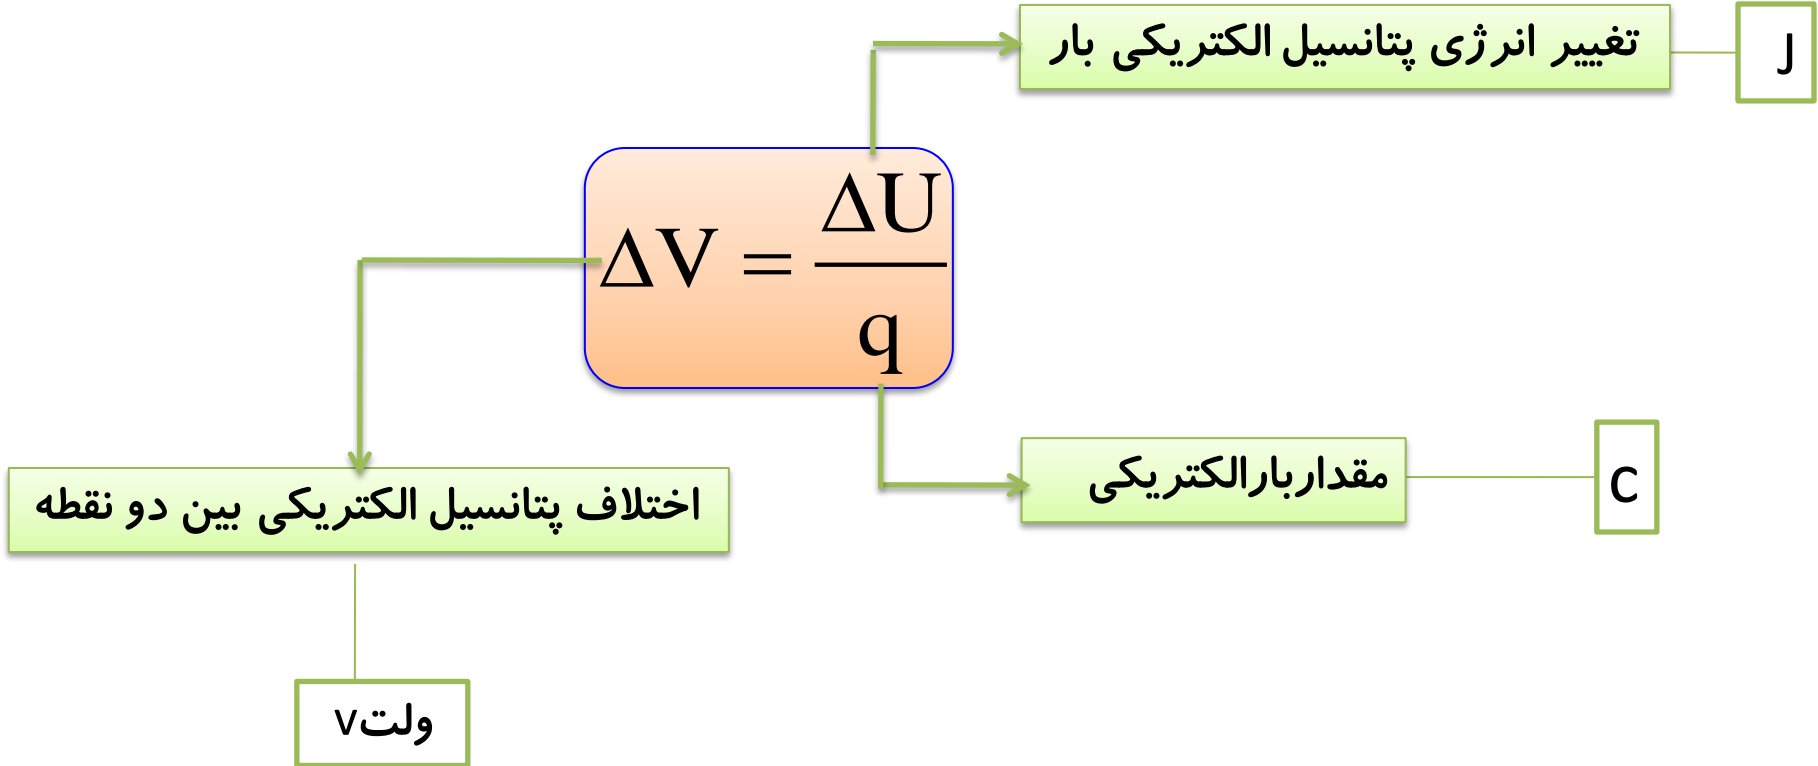 تغییر انرژی پتانسیل الکتریکی بار
J
ΔV = ΔU / q
مقداربارالکتریکی
C
اختلاف پتانسیل الکتریکی بین دو نقطه
ولتv